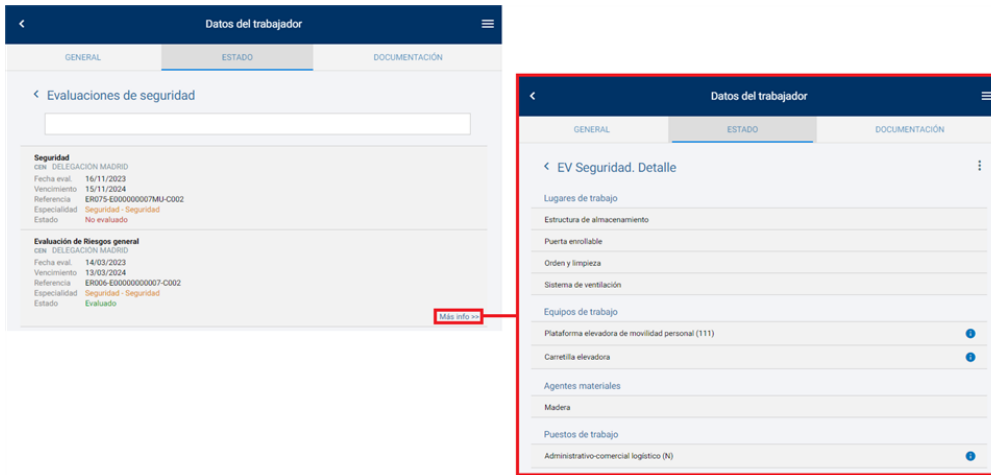 Datos del trabajador
GENERAL ESTADO DOCUMENTACIÓN
Evaluaciones de seguridad
Seguridad
CEN DELEGACION MADRID
Fecha eval. 16/11/2023
Vencimiento 15/11/2024
Referencia ER075-E000000007MU-C002
Especialidad Seguridad - Seguridad
Estado No evaluado
Evaluación de Riesgos general
CEN DELEGACION MADRID
Fecha eval. 14/03/2023
Vencimiento 13/03/2024
Referencia ER006-E00000000007-C002
Especialidad Seguridad - Seguridad
Estado Evaluado
Más info >>
Datos del trabajador
GENERAL ESTADO DOCUMENTACIÓN
EV Seguridad. Detalle
Lugares de trabajo
Estructura de almacenamiento
Puerta enrollable
Orden y limpieza
Sistema de ventilación
Equipos de trabajo
Plataforma elevadora de movilidad personal (111)
Carretilla elevadora
Agentes materiales
Madera
Puestos de trabajo
Administrativo-comercial logístico (N)